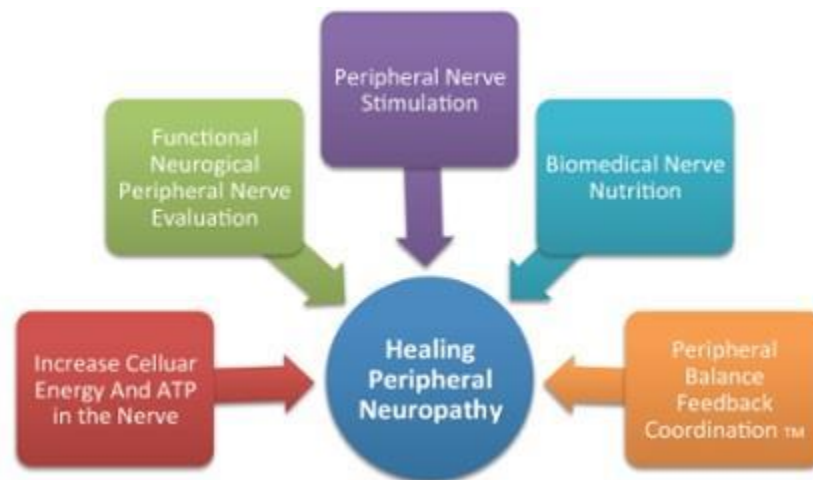 Peripheral Nerve
Stimulation
Functional
Neurogical
Peripheral Nerve
Evaluation
Biomedical Nerve
Nutrition
Increase Celluar
Energy And ATP
in the Nerve
Healing
Peripheral
Neuropathy
Peripheral
Balance
Feedback
Coordination TM